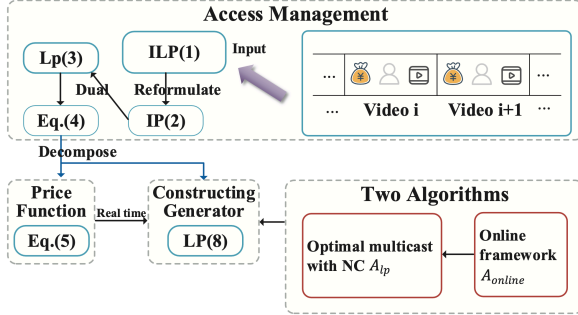 Access Management
Lp(3)
ILP(1)
Input
Dual
Reformulate
Eq.(4)
IP(2)
...
¥
¥
...
...
Video i
Video i+1
...
Decompose
Price
Function
Eq.(5)
Real time
Constructing
Generator
LP(8)
Two Algorithms
Optimal multicast
with NC A_lp
Online
framework
A_online